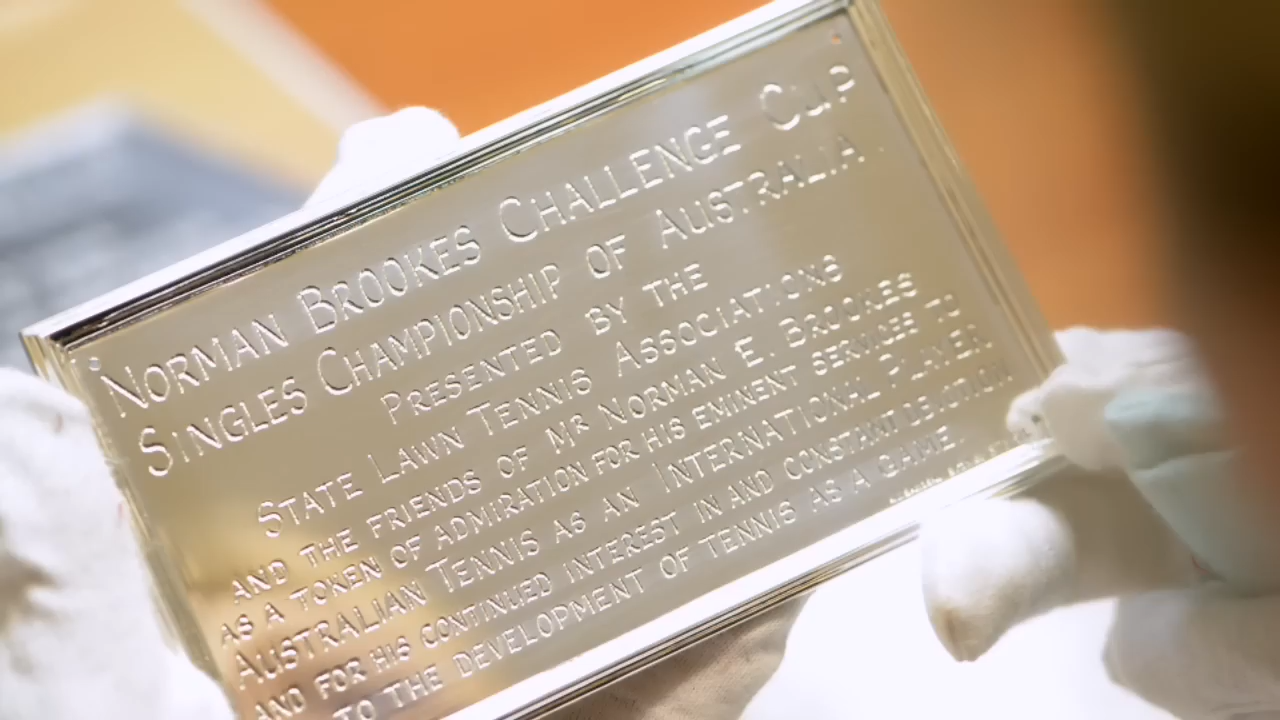 NORMAN BROOKES CHALLENGE CUP
SINGLES CHAMPIONSHIP OF AUSTRALIA
PRESENTED BY THE
STATE LAWN TENNIS ASSOCIATIONS
AND THE FRIENDS OF MR NORMAN E. BROOKES
AS A TOKEN OF ADMIRATION FOR HIS EMINENT SERVICES TO
AUSTRALIAN TENNIS AS AN INTERNATIONAL PLAYER
AND FOR HIS CONTINUED INTEREST IN AND CONSTANT DEVOTION
TO THE DEVELOPMENT OF TENNIS AS A GAME.